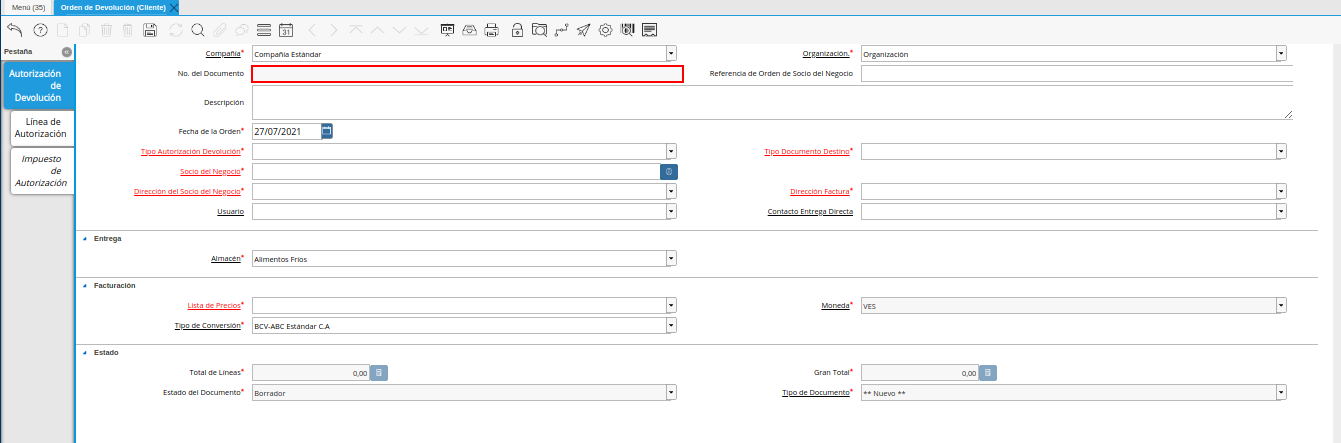 Menú (35) Orden de Devolución (Cliente)
31
Pestaña
Autorización de Devolución
Línea de Autorización
Impuesto de Autorización
Compañía* Compañía Estándar Organización.* Organización
No. del Documento Referencia de Orden de Socio del Negocio
Descripción
Fecha de la Orden* 27/07/2021
Tipo Autorización Devolución* Tipo Documento Destino*
Socio del Negocio*
Dirección del Socio del Negocio* Dirección Factura*
Usuario Contacto Entrega Directa
Entrega
Almacén* Alimentos Fríos
Facturación
Lista de Precios* Moneda* VES
Tipo de Conversión* BCV-ABC Estándar C.A
Estado
Total de Líneas* 0,00 Gran Total* 0,00
Estado del Documento* Borrador Tipo de Documento* ** Nuevo **